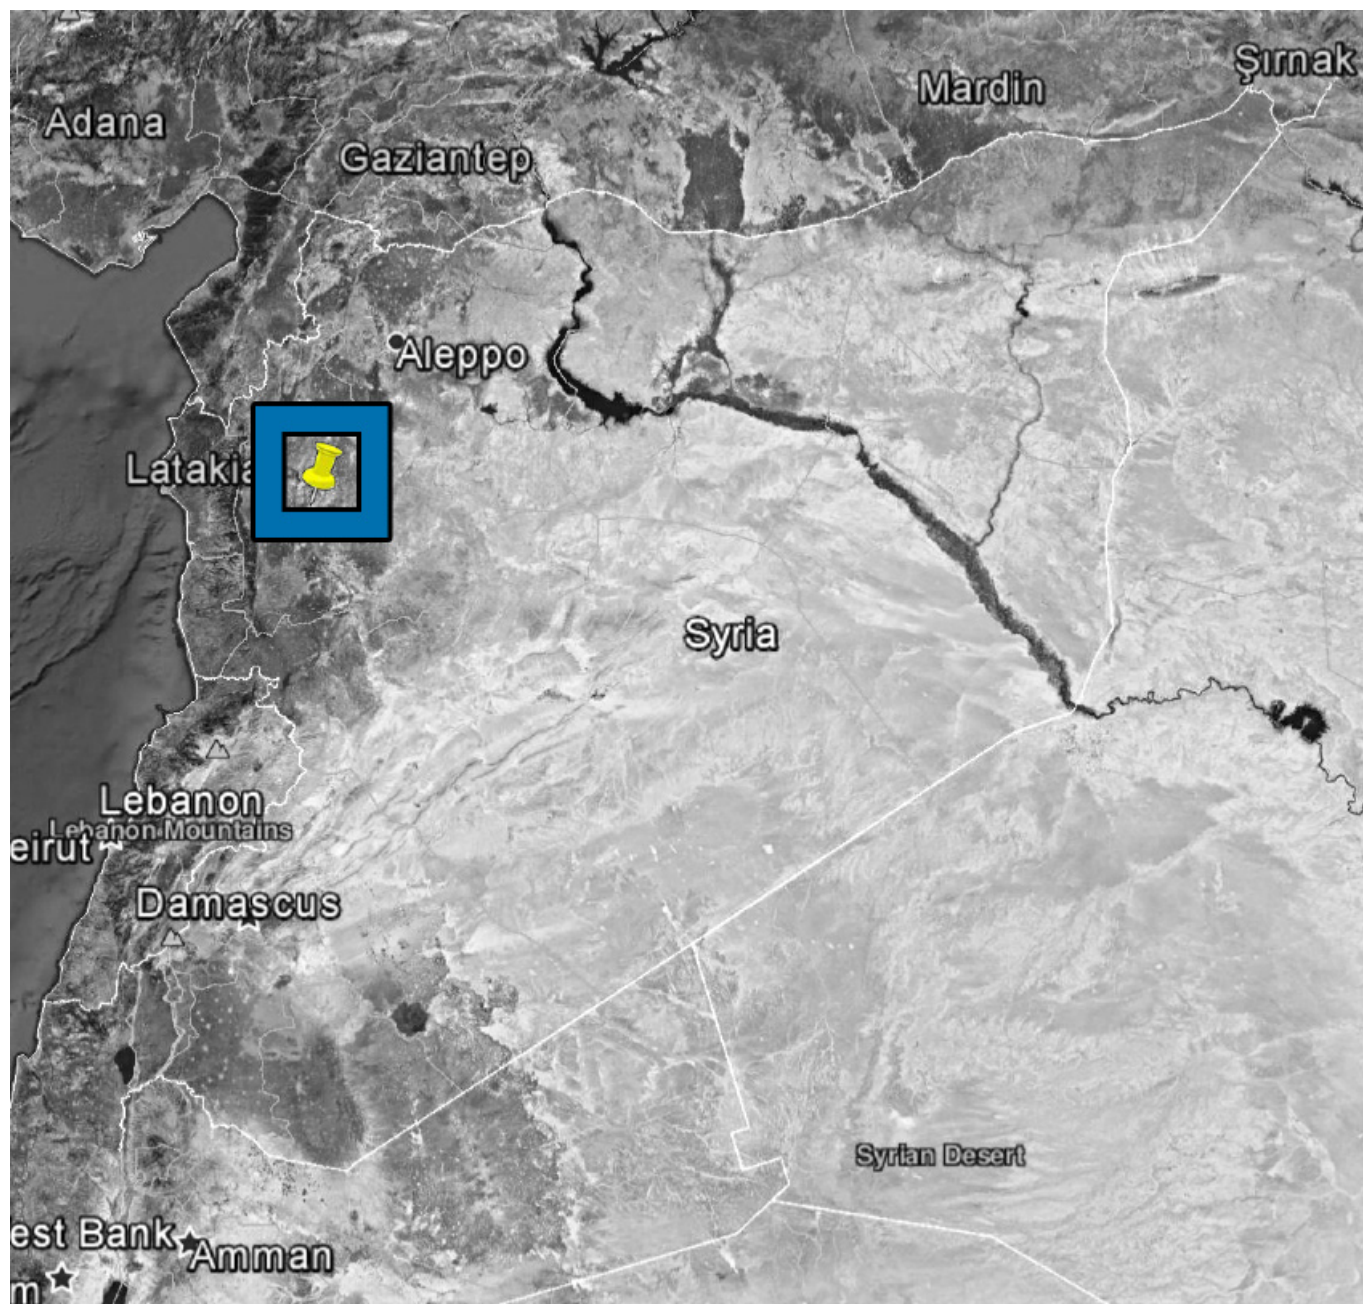 Şırnak
Mardin
Adana
Gaziantep
Aleppo
Latakia
Syria
Lebanon
Lebanon Mountains
eirut
Damascus
Syrian Desert
est Bank
Amman
m